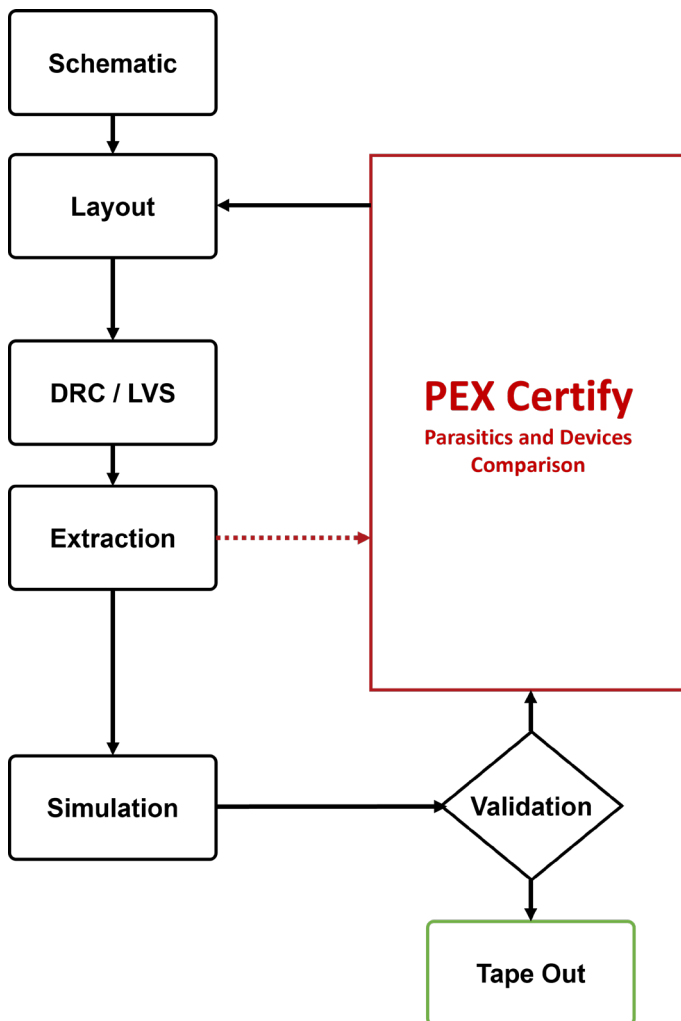 Schematic
Layout
DRC / LVS
PEX Certify
Parasitics and Devices
Comparison
Extraction
Simulation
Validation
Tape Out